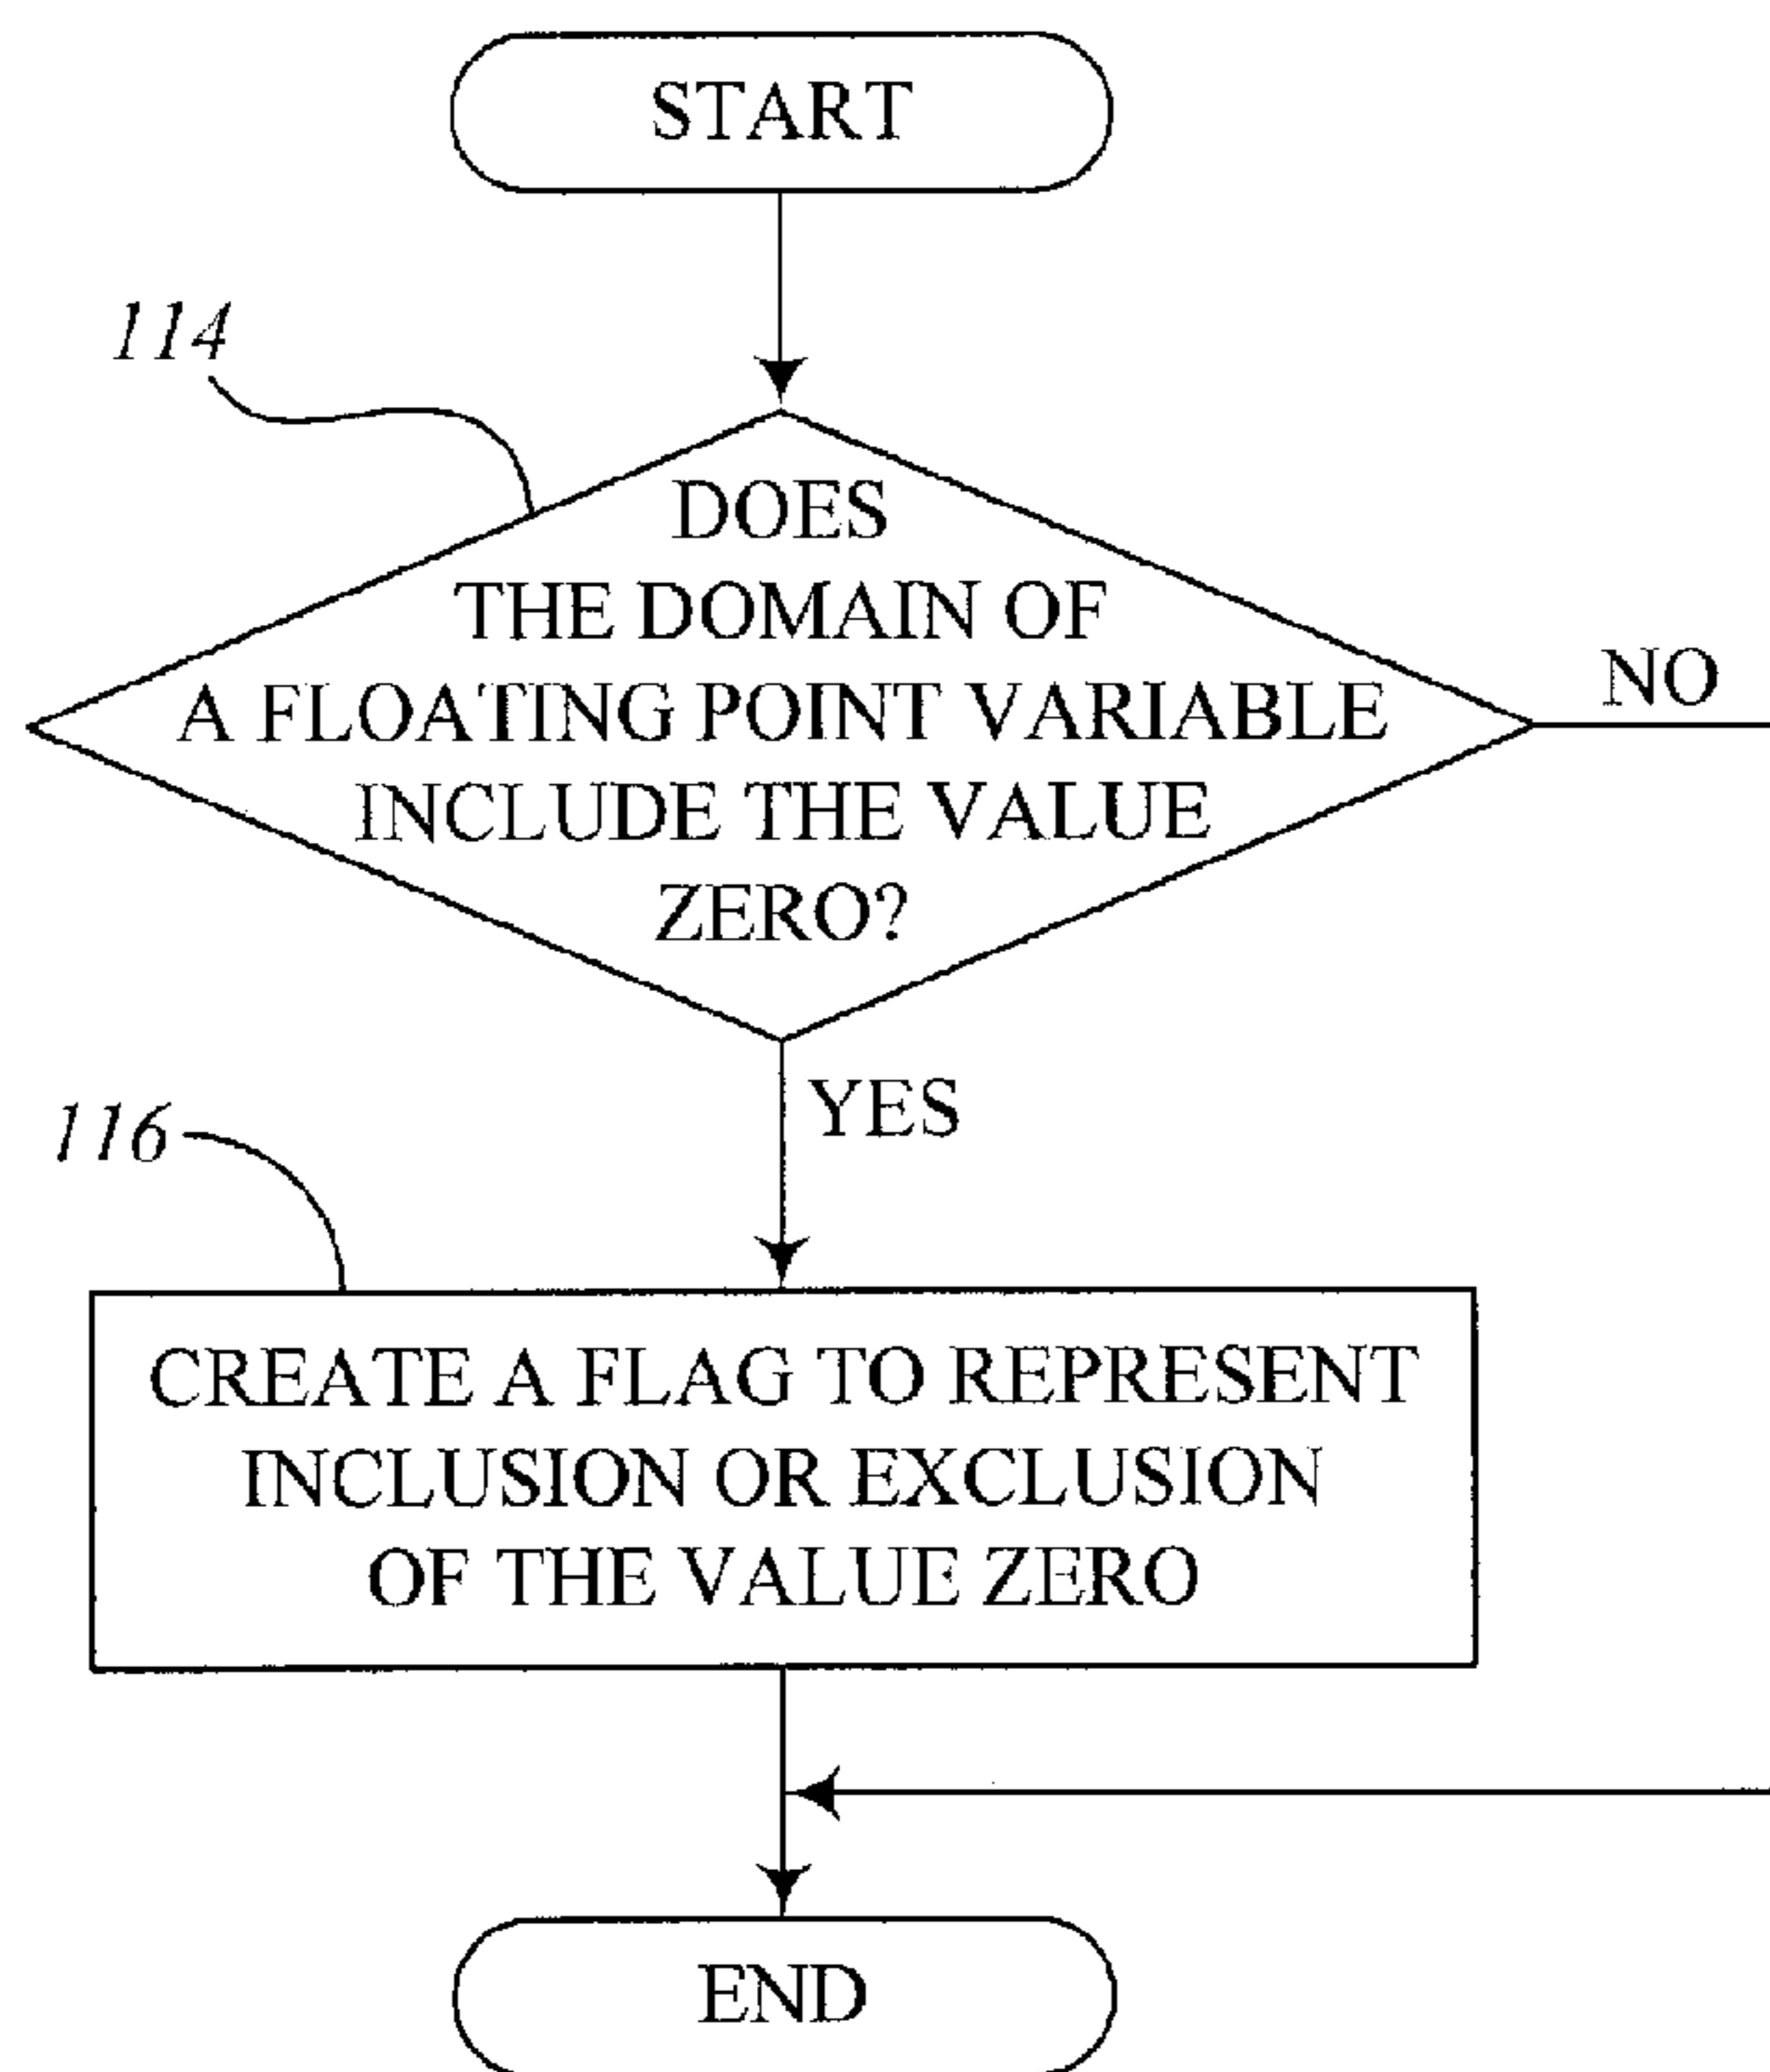 START
114
DOES
THE DOMAIN OF
A FLOATING POINT VARIABLE
INCLUDE THE VALUE
ZERO?
NO
YES
116
CREATE A FLAG TO REPRESENT
INCLUSION OR EXCLUSION
OF THE VALUE ZERO
END